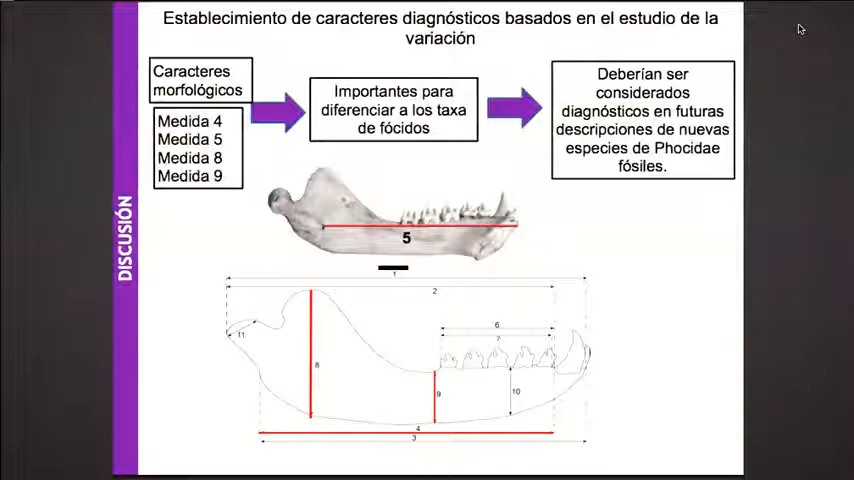 Establecimiento de caracteres diagnósticos basados en el estudio de la
variación
Caracteres
morfológicos
Medida 4
Medida 5
Medida 8
Medida 9
Importantes para
diferenciar a los taxa
de fócidos
Deberían ser
considerados
diagnósticos en futuras
descripciones de nuevas
especies de Phocidae
fósiles.
DISCUSIÓN
5
1
2
6
7
11
8
9
10
4
3